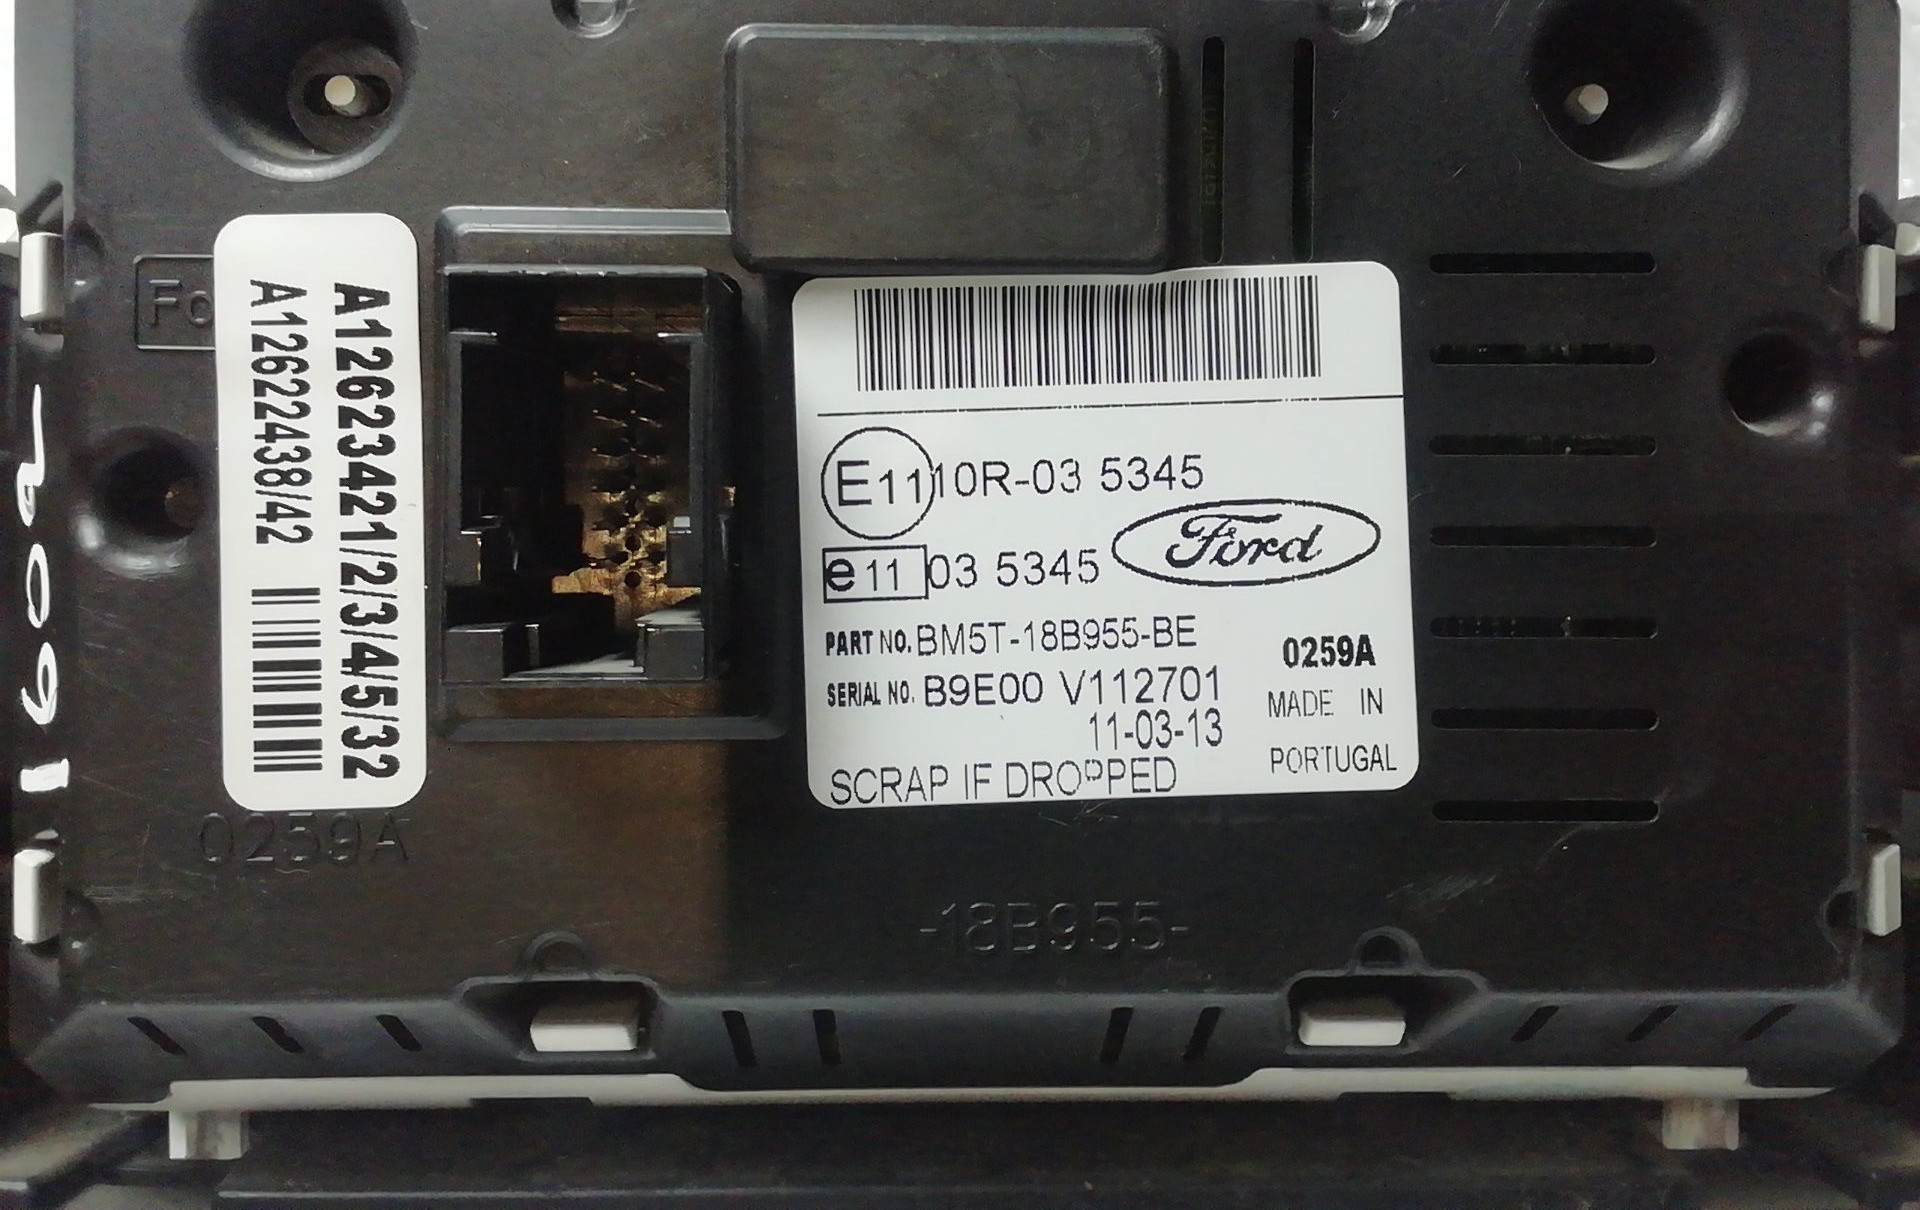 Fo
A12623421/2/3/4/5/32
A12622438/42
E11 10R-03 5345
e11 03 5345
Ford
PART NO. BM5T-18B955-BE
0259A
SERIAL NO. B9E00 V112701
MADE IN
11-03-13
PORTUGAL
SCRAP IF DROPPED
0259A
-18B955-